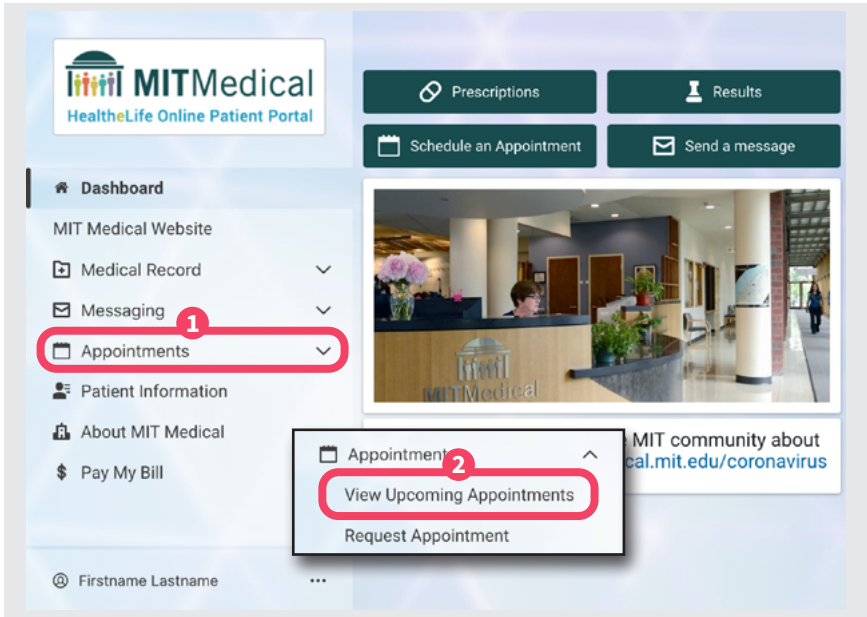 MITMedical
HealtheLife Online Patient Portal
Prescriptions
Results
Schedule an Appointment
Send a message
Dashboard
MIT Medical Website
Medical Record
Messaging
1
Appointments
Patient Information
About MIT Medical
$ Pay My Bill
Firstname Lastname
...
MITMedical
MIT community about
cal.mit.edu/coronavirus
Appointment
2
View Upcoming Appointments
Request Appointment